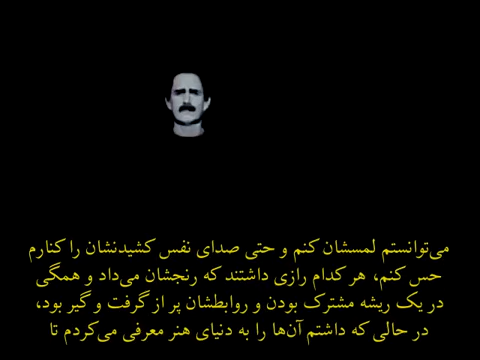 می‌توانستم لمسشان کنم و حتی صدای نفس کشیدنشان را کنارم
حس کنم، هر کدام رازی داشتند که رنجشان می‌داد و همگی
در یک ریشه مشترک بودن و روابطشان پر از گرفت و گیر بود،
در حالی که داشتم آن‌ها را به دنیای هنر معرفی می‌کردم تا